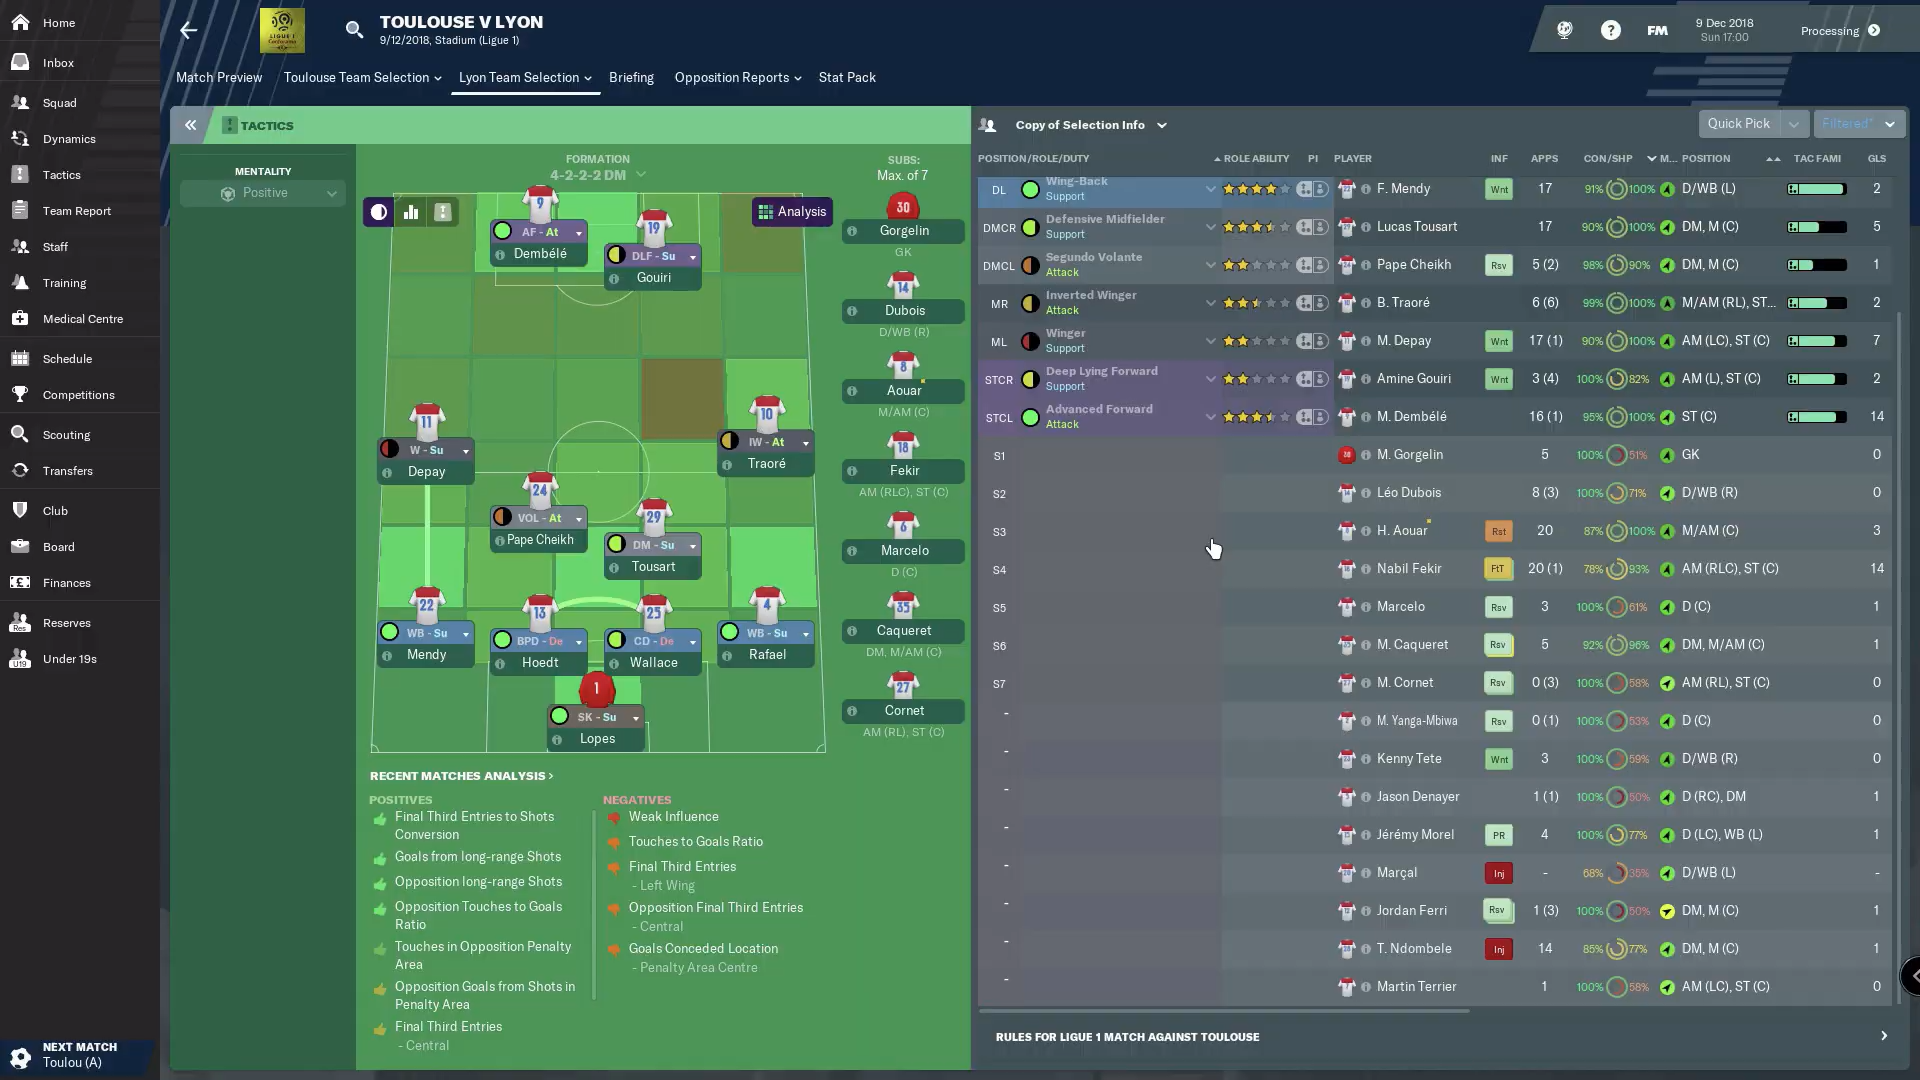 Home
Inbox
Squad
Dynamics
Tactics
Team Report
Staff
Training
Medical Centre
Schedule
Competitions
Scouting
Transfers
Club
Board
Finances
Reserves
Under 19s
NEXT MATCH
Toulou (A)
TOULOUSE V LYON
9/12/2018, Stadium (Ligue 1)
FM
9 Dec 2018
Sun 17:00
Processing
Match Preview
Toulouse Team Selection
Lyon Team Selection
Briefing
Opposition Reports
Stat Pack
TACTICS
MENTALITY
Positive
FORMATION
4-2-2-2 DM
SUBS:
Max. of 7
Analysis
9
AF - At
Dembélé
19
DLF - Su
Gouiri
11
W - Su
Depay
10
IW - At
Traoré
24
VOL - At
Pape Cheikh
29
DM - Su
Tousart
22
WB - Su
Mendy
13
BPD - De
Hoedt
25
CD - De
Wallace
4
WB - Su
Rafael
1
SK - Su
Lopes
30
Gorgelin
GK
14
Dubois
D/WB (R)
8
Aouar
M/AM (C)
18
Fekir
AM (RLC), ST (C)
6
Marcelo
D (C)
35
Caqueret
DM, M/AM (C)
27
Cornet
AM (RL), ST (C)
RECENT MATCHES ANALYSIS >
POSITIVES
Final Third Entries to Shots
Conversion
Goals from long-range Shots
Opposition long-range Shots
Opposition Touches to Goals
Ratio
Touches in Opposition Penalty
Area
Opposition Goals from Shots in
Penalty Area
Final Third Entries
- Central
NEGATIVES
Weak Influence
Touches to Goals Ratio
Final Third Entries
- Left Wing
Opposition Final Third Entries
- Central
Goals Conceded Location
- Penalty Area Centre
Copy of Selection Info
Quick Pick
Filtered*
POSITION/ROLE/DUTY ROLE ABILITY PI PLAYER INF APPS CON/SHP M... POSITION TAC FAMI GLS
DL Wing-Back Support F. Mendy Wnt 17 91% 100% D/WB (L) 2
DMCR Defensive Midfielder Support Lucas Tousart 17 90% 100% DM, M (C) 5
DMCL Segundo Volante Attack Pape Cheikh Rsv 5 (2) 98% 90% DM, M (C) 1
MR Inverted Winger Attack B. Traoré 6 (6) 99% 100% M/AM (RL), ST... 2
ML Winger Support M. Depay Wnt 17 (1) 90% 100% AM (LC), ST (C) 7
STCR Deep Lying Forward Support Amine Gouiri Wnt 3 (4) 100% 82% AM (L), ST (C) 2
STCL Advanced Forward Attack M. Dembélé 16 (1) 95% 100% ST (C) 14
S1 M. Gorgelin 5 100% 51% GK 0
S2 Léo Dubois 8 (3) 100% 71% D/WB (R) 0
S3 H. Aouar Rst 20 87% 100% M/AM (C) 3
S4 Nabil Fekir FtT 20 (1) 78% 93% AM (RLC), ST (C) 14
S5 Marcelo Rsv 3 100% 61% D (C) 1
S6 M. Caqueret Rsv 5 92% 96% DM, M/AM (C) 1
S7 M. Cornet Rsv 0 (3) 100% 58% AM (RL), ST (C) 0
- M. Yanga-Mbiwa Rsv 0 (1) 100% 53% D (C) 0
- Kenny Tete Wnt 3 100% 59% D/WB (R) 0
- Jason Denayer 1 (1) 100% 50% D (RC), DM 1
- Jérémy Morel PR 4 100% 77% D (LC), WB (L) 1
- Marçal Inj - 68% 35% D/WB (L) -
- Jordan Ferri Rsv 1 (3) 100% 50% DM, M (C) 1
- T. Ndombele Inj 14 85% 77% DM, M (C) 1
- Martin Terrier 1 100% 58% AM (LC), ST (C) 0
RULES FOR LIGUE 1 MATCH AGAINST TOULOUSE